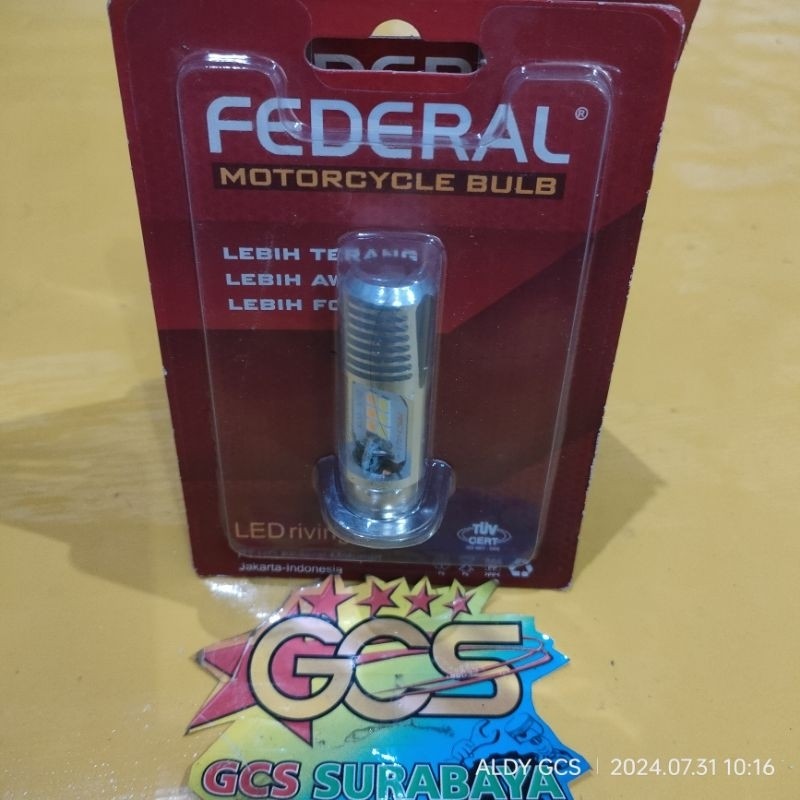 FEDERAL®
MOTORCYCLE BULB
LEBIH TERANG
LEBIH AW
LEBIH FO
LEDrivin
TÜV
CERT
Jakarta-Indonesia
GCS
GCS SURABAYA
ALDY GCS | 2024.07.31 10:16